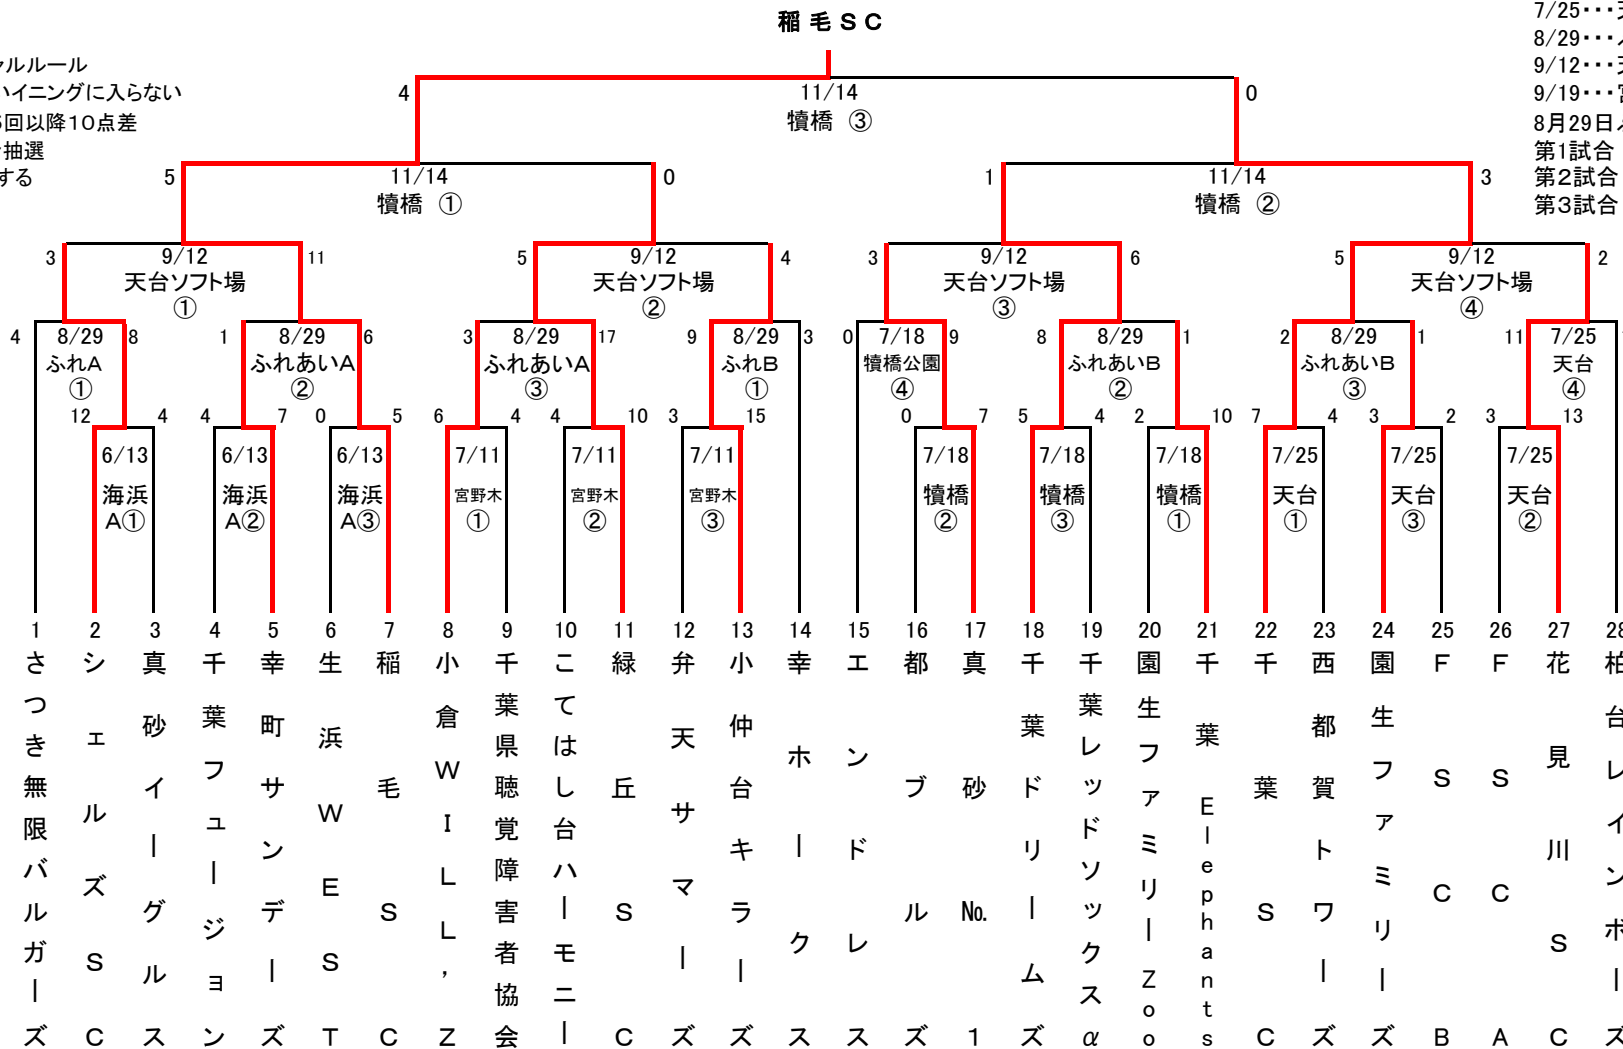 稲毛SC
ャルルール
ハイニングに入らない
5回以降10点差
抽選
する
7/25・・・天
8/29・・・
9/12・・・天
9/19・・・宮
8月29日
第1試合
第2試合
第3試合
4 11/14 0
犢橋 ③
5 11/14 0
犢橋 ①
1 11/14 3
犢橋 ②
3 9/12 11
天台ソフト場
①
5 9/12 4
天台ソフト場
②
3 9/12 6
天台ソフト場
③
5 9/12 2
天台ソフト場
④
4 8/29 8
ふれA
①
1 8/29 6
ふれあいA
②
3 8/29 17
ふれあいA
③
9 8/29 3
ふれB
①
0 7/18 9
犢橋公園
④
8 8/29 1
ふれあいB
②
2 8/29 1
ふれあいB
③
11 7/25
天台
④
12 4
6/13
海浜
A①
4 7
6/13
海浜
A②
0 5
6/13
海浜
A③
6 4
7/11
宮野木
①
4 10
7/11
宮野木
②
3 15
7/11
宮野木
③
0 7
7/18
犢橋
②
5 4
7/18
犢橋
③
2 10
7/18
犢橋
①
7 4
7/25
天台
①
3 2
7/25
天台
③
3 13
7/25
天台
②
1 さつき無限バルガーズ
2 シェルズSC
3 真砂イーグルス
4 千葉フュージョン
5 幸町サンデーズ
6 生浜WEST
7 稲毛SC
8 小倉WILL,Z
9 千葉県聴覚障害者協会
10 こてはし台ハーモニー
11 緑丘SC
12 弁天サマーズ
13 小仲台キラーズ
14 幸ホークス
15 エンドレス
16 都ブルズ
17 真砂№1
18 千葉ドリームズ
19 千葉レッドソックスα
20 園生ファミリーZoo
21 千葉Elephants
22 千葉SC
23 西都賀トワーズ
24 園生ファミリーズ
25 FSCB
26 FSCA
27 花見川SC
28 柏台レインボーズ